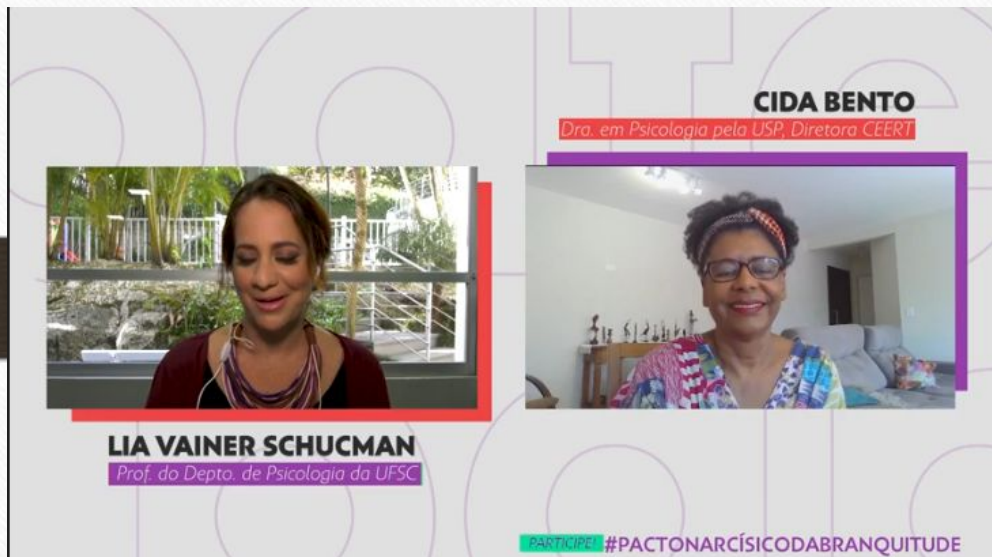 CIDA BENTO
Dra. em Psicologia pela USP, Diretora CEERT
LIA VAINER SCHUCMAN
Prof. do Depto. de Psicologia da UFSC
PARTICIPE! #PACTONARCÍSICODABRANQUITUDE